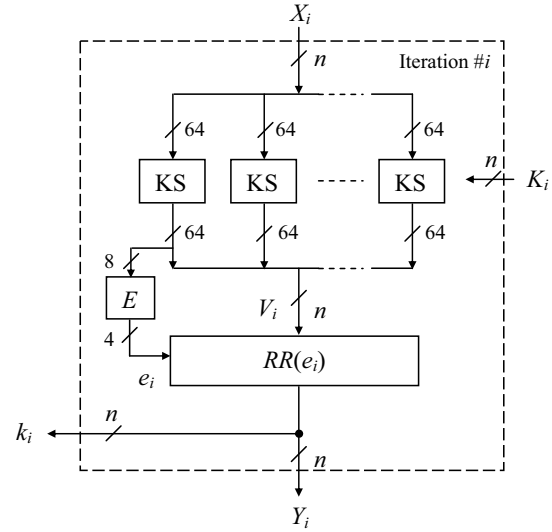 X_i
n
Iteration #i
64 64 64
KS KS KS
n
K_i
64 64 64
8
E
V_i n
4
e_i
RR(e_i)
n
k_i
n
Y_i